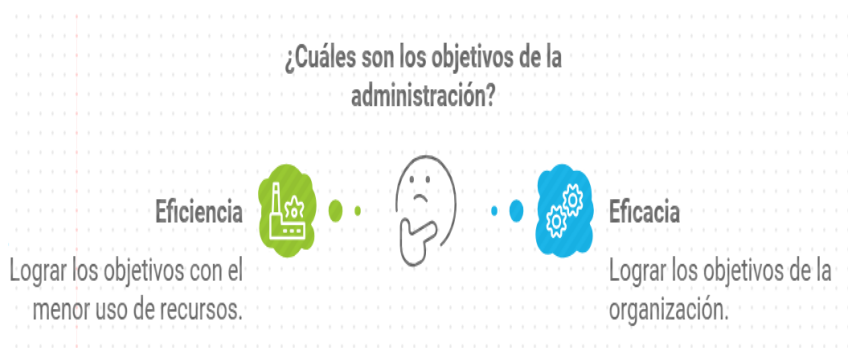 ¿Cuáles son los objetivos de la
administración?
Eficiencia
Lograr los objetivos con el
menor uso de recursos.
Eficacia
Lograr los objetivos de la
organización.